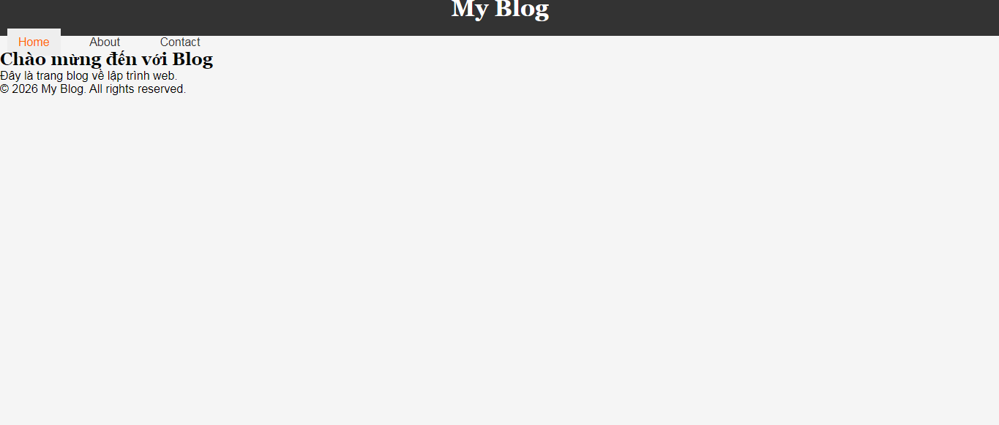 My Blog
Home About Contact
Chào mừng đến với Blog
Đây là trang blog về lập trình web.
© 2026 My Blog. All rights reserved.